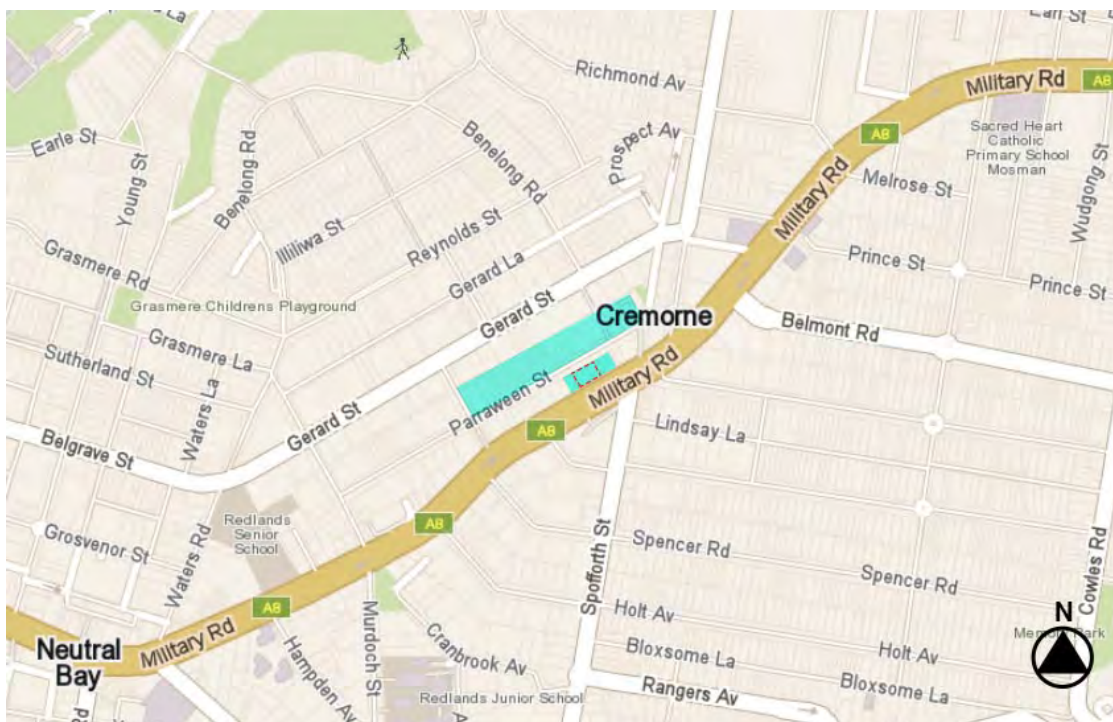 Earl St
Military Rd
A8
Richmond Av
Sacred Heart
Catholic
Primary School
Mosman
Earle St
Young St
Benelong Rd
Benelong Rd
Prospect Av
Military Rd
Melrose St
Wudgong St
Illiliwa St
Reynolds St
Gerard La
Prince St
Prince St
Grasmere Rd
Grasmere Childrens Playground
Gerard St
Cremorne
Belmont Rd
Grasmere La
Sutherland St
Waters La
Parraween St
Military Rd
Gerard St
A8
Lindsay La
Belgrave St
Redlands
Senior
School
A8
Grosvenor St
Waters Rd
Spofforth St
Spencer Rd
Spencer Rd
Cowles Rd
A8
Holt Av
Holt Av
N
Neutral
Bay
Military Rd
Hampden Av
Murdoch St
Cranbrook Av
Bloxsome La
Bloxsome La
Redlands Junior School
Rangers Av